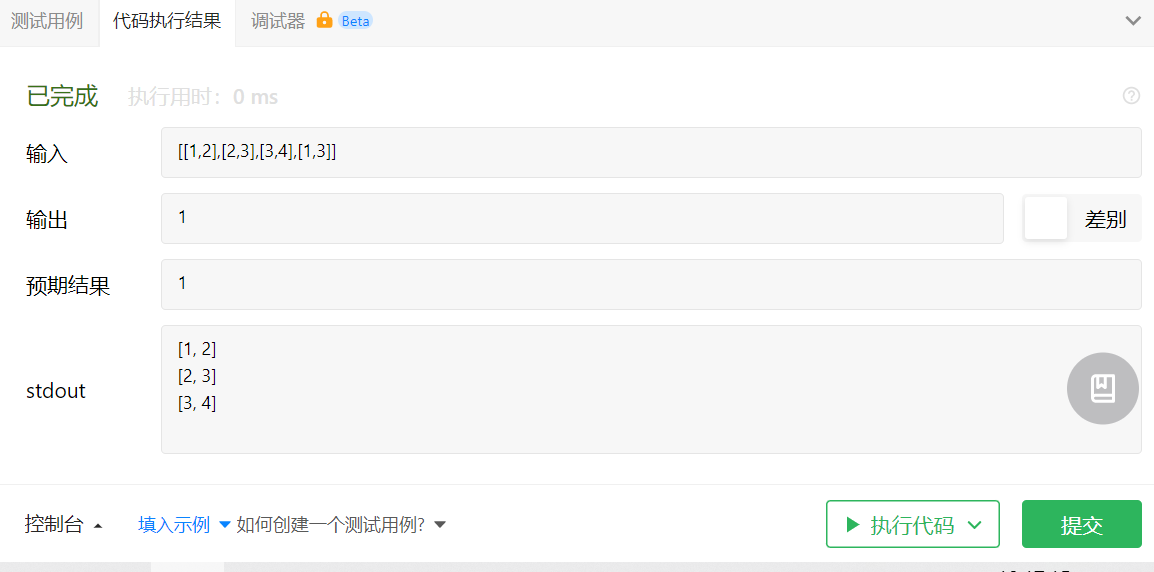 测试用例 代码执行结果 调试器 Beta
已完成 执行用时: 0 ms
输入 [[1,2],[2,3],[3,4],[1,3]]
输出 1 差别
预期结果 1
stdout
[1, 2]
[2, 3]
[3, 4]
控制台 填入示例 如何创建一个测试用例? 执行代码 提交